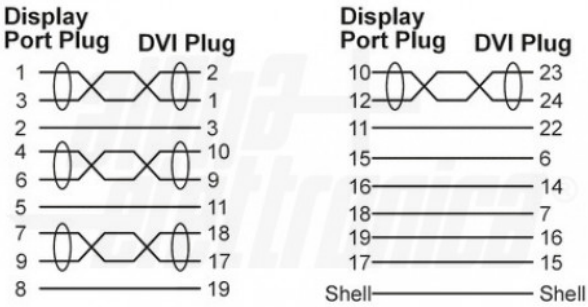 Display
Port Plug DVI Plug
1 2
3 1
2 3
4 10
6 9
5 11
7 18
9 17
8 19
Display
Port Plug DVI Plug
10 23
12 24
11 22
15 6
16 14
18 7
19 16
17 15
Shell Shell
alpha
elettronica
®